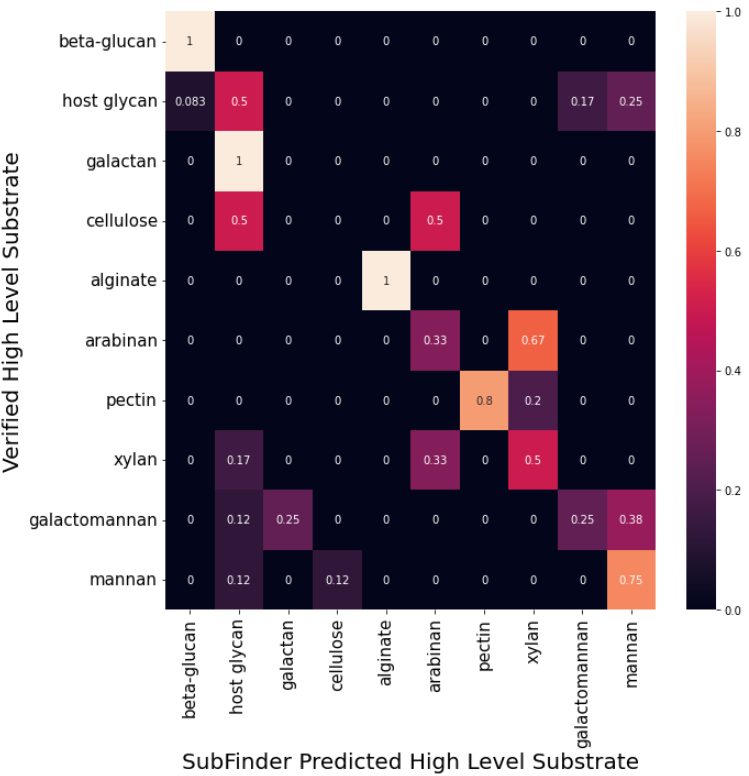 beta-glucan 1 0 0 0 0 0 0 0 0 0
host glycan 0.083 0.5 0 0 0 0 0 0 0.17 0.25
galactan 0 1 0 0 0 0 0 0 0 0
cellulose 0 0.5 0 0 0 0.5 0 0 0 0
alginate 0 0 0 0 1 0 0 0 0 0
arabinan 0 0 0 0 0 0.33 0 0.67 0 0
pectin 0 0 0 0 0 0 0.8 0.2 0 0
xylan 0 0.17 0 0 0 0.33 0 0.5 0 0
galactomannan 0 0.12 0.25 0 0 0 0 0 0.25 0.38
mannan 0 0.12 0 0.12 0 0 0 0 0 0.75
beta-glucan
host glycan
galactan
cellulose
alginate
arabinan
pectin
xylan
galactomannan
mannan
SubFinder Predicted High Level Substrate
Verified High Level Substrate
1.0
0.8
0.6
0.4
0.2
0.0